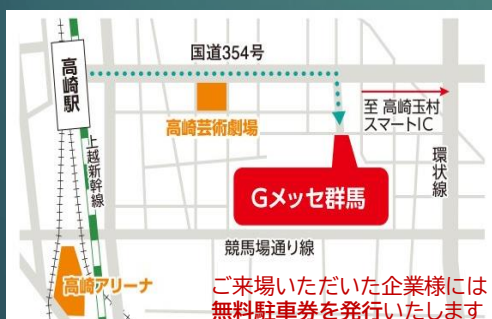 国道354号
高崎駅
高崎芸術劇場
至 高崎玉村
スマートIC
上越新幹線
Gメッセ群馬
環状線
競馬場通り線
高崎アリーナ
ご来場いただいた企業様には
無料駐車券を発行いたします